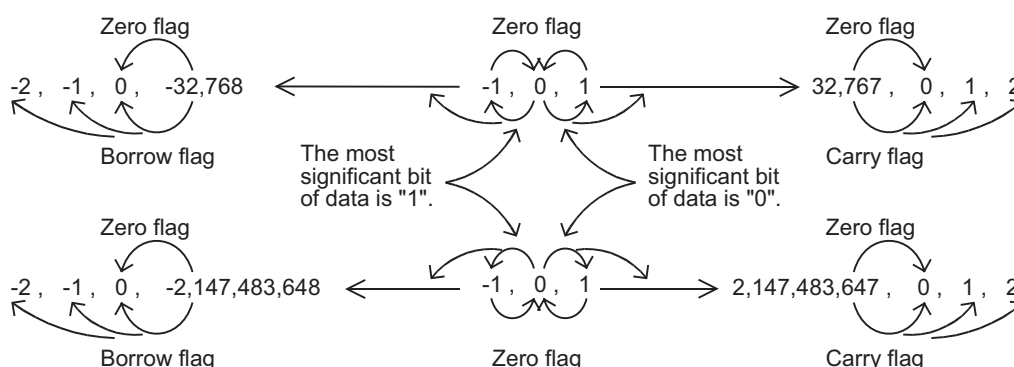 Zero flag Zero flag Zero flag
-2 , -1 , 0 , -32,768 -1 , 0 , 1 32,767 , 0 , 1 , 2
Borrow flag Carry flag
The most
significant bit
of data is "1".
The most
significant bit
of data is "0".
Zero flag Zero flag
-2 , -1 , 0 , -2,147,483,648 -1 , 0 , 1 2,147,483,647 , 0 , 1 , 2
Borrow flag Zero flag Carry flag